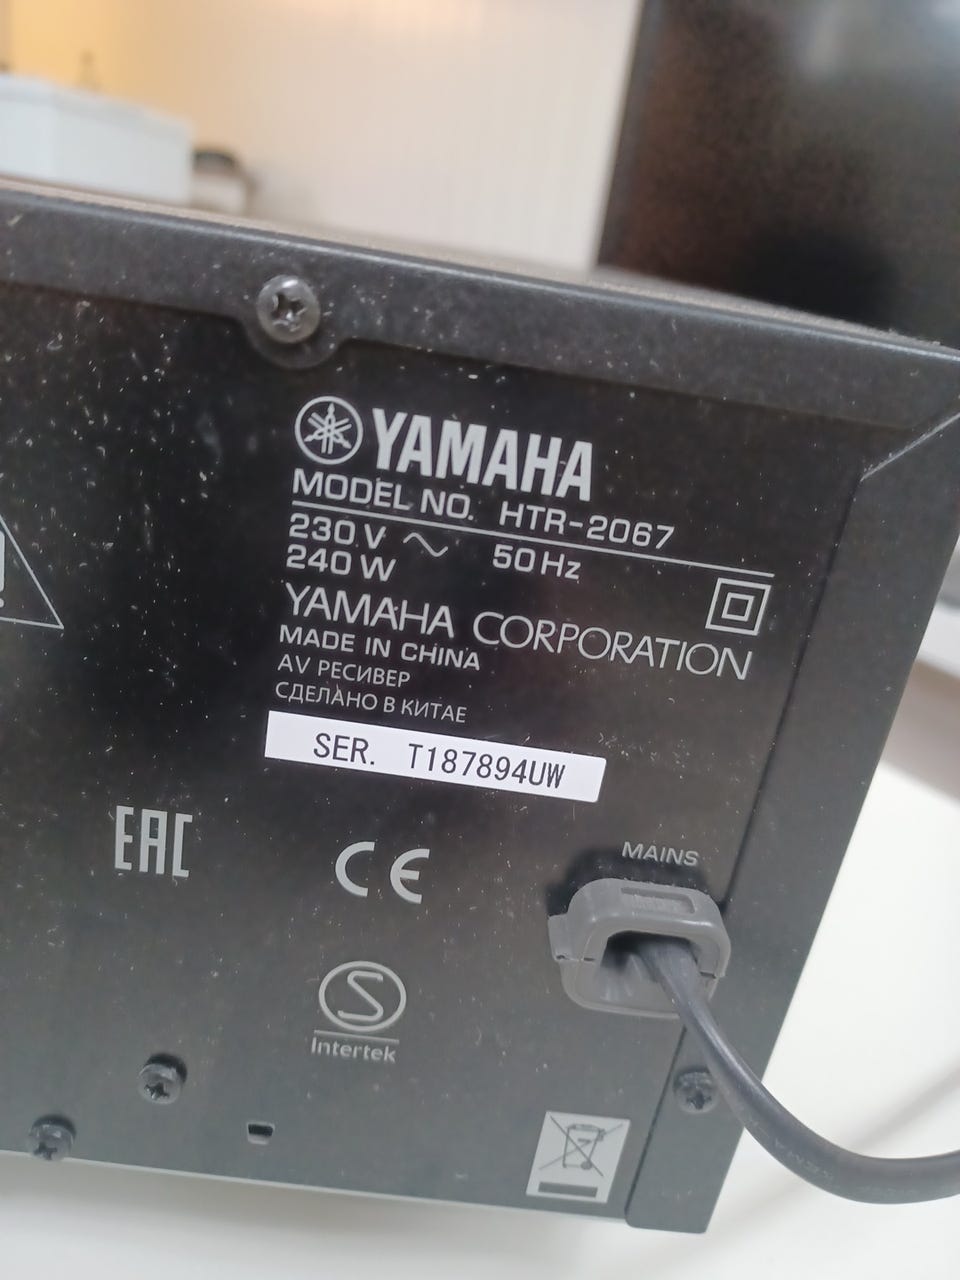 YAMAHA
MODEL NO. HTR-2067
230 V ~ 50 Hz
240 W
YAMAHA CORPORATION
MADE IN CHINA
AV РЕСИВЕР
СДЕЛАНО В КИТАЕ
SER. T187894UW
EAC
CE
MAINS
S
Intertek